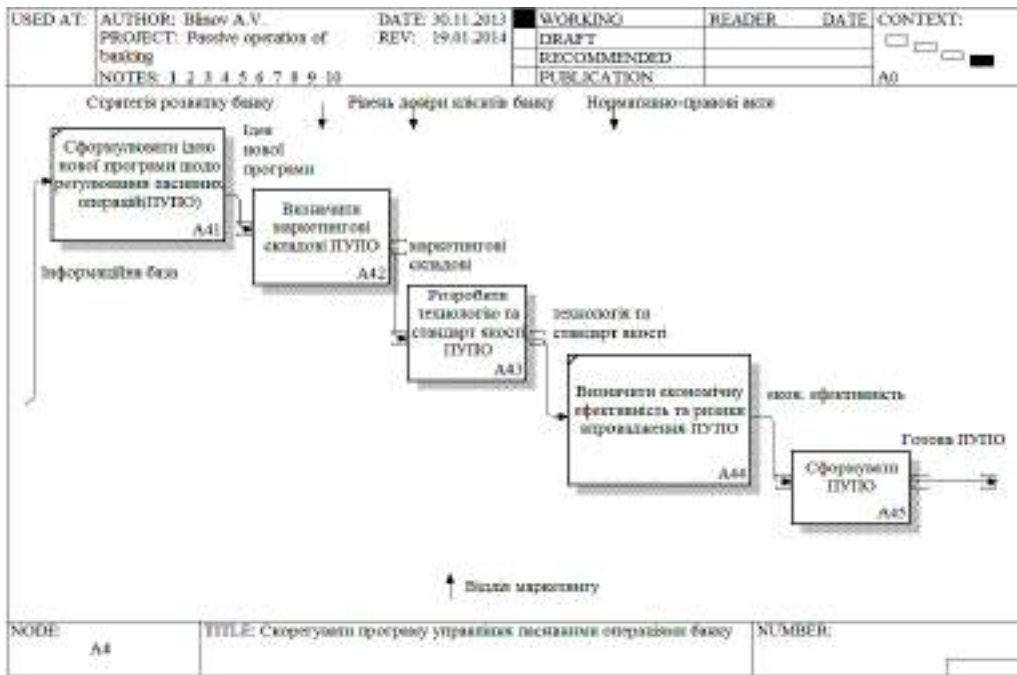 USED AT:
AUTHOR: Blinov A.V.
DATE: 30.11.2013
PROJECT: Passive operation of
banking
REV: 19.01.2014
NOTES: 1 2 3 4 5 6 7 8 9 10
WORKING
DRAFT
RECOMMENDED
PUBLICATION
READER
DATE
CONTEXT:
A0
Стратегія розвитку банку
Рівень довіри клієнтів банку
Нормативно-правові акти
Сформулювати ідею
нової програми щодо
регулювання пасивних
операцій(ПУПО)
A41
Ідея
нової
програми
Визначити
маркетингові
складові ПУПО
A42
Інформаційна база
маркетингові
складові
Розробити
технологію та
стандарт якості
ПУПО
A43
технологія та
стандарт якості
Визначити економічну
ефективність та ризики
впровадження ПУПО
A44
екон. ефективність
Готова ПУПО
Сформувати
ПУПО
A45
Відділ маркетингу
NODE:
A4
TITLE: Скорегувати програму управління пасивними операціями банку
NUMBER: